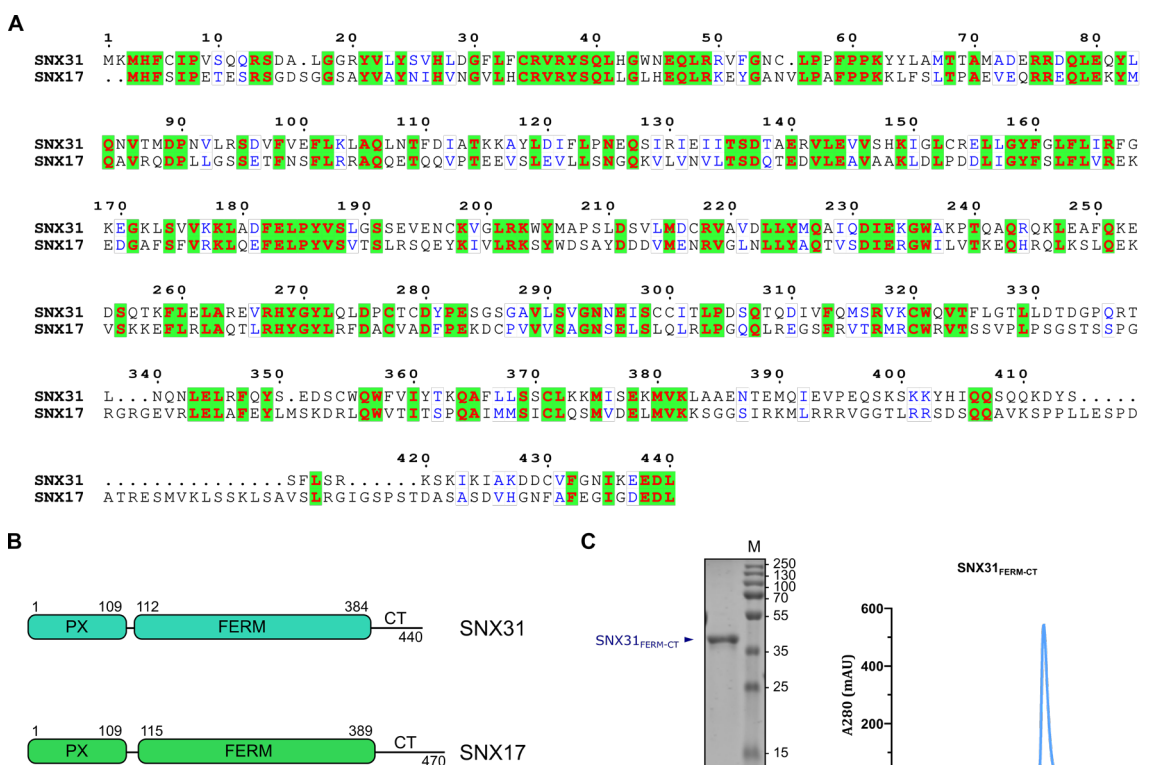 A
1 10 20 30 40 50 60 70 80
SNX31 MKMHFCIPVSQQRSDA.LGGRYVLYSVHLDGFLFCRVRYSQLHGWNEQLRRVFGNC.LPPFPPKYYLAMTTAMADERRDQLEQYL
SNX17 ..MHFSIPETESRSGDSGGSAYVAYNIHVNGVLHCRVRYSQLLGLHEQLRKEYGANVLPAFPPKKLFSLTPAEVEQRREQLEKYM
90 100 110 120 130 140 150 160
SNX31 QNVTMDPNVLRSDVFVEFLKLAQLNTFDIATKKAYLDIFLPNEQSIRIEIITSDTAERVLEVVSHKIGLCRELLGYFGLFLIRFG
SNX17 QAVRQDPLLGSSETFNSFLRRAQQETQQVPTEEVSLEVLLSNGQKVLVNVLTSDQTEDVLEAVAAKLDLPDDLIGYFSLFLVREK
170 180 190 200 210 220 230 240 250
SNX31 KEGKLSVVKKLADFELPYVSLGSSEVENCKVGLRKWYMAPSLDSVLMDCRVAVDLLYMQAIQDIEKGWAKPTQAQRQKLEAFQKE
SNX17 EDGAFSFVRKLQEFELPYVSVTSLRSQEYKIVLRKSYWDSAYDDDVMENRVGLNLLYAQTVSDIERGWILVTKEQHRQLKSLQEK
260 270 280 290 300 310 320 330
SNX31 DSQTKFLELAREVRHYGYLQLDPCTCDYPESGSGAVLSVGNNEISCCITLPDSQTQDIVFQMSRVKCWQVTFLGTLLDTDGPQRT
SNX17 VSKKEFLRLAQTLRHYGYLRFDACVADFPEKDCPVVVSAGNSELSLQLRLPGQQLREGSFRVTRMRCWRVTSSVPLPSGSTSSPG
340 350 360 370 380 390 400 410
SNX31 L...NQNLELRFQYS.EDSCWQWFVIYTKQAFLLSSCLKKMISEKMVKLAAENTEMQIEVPEQSKSKKYHIQQSQQKDYS.....
SNX17 RGRGEVRLELAFEYLMSKDRLQWVTITSPQAIMMSICLQSMVDELMVKKSGGSIRKMLRRRVGGTLRRSDSQQAVKSPPLLESPD
420 430 440
SNX31 ...............SFLSR......KSKIKIAKDDCVFGNIKEEDL
SNX17 ATRESMVKLSSKLSAVSLRGIGSPSTDASASDVHGNFAFEGIGDEDL
B
1 109 112 384
PX FERM CT
440
SNX31
1 109 115 389
PX FERM CT
470
SNX17
C
M
250
130
100
70
55
SNX31FERM-CT
35
25
15
SNX31FERM-CT
600
400
200
A280 (mAU)